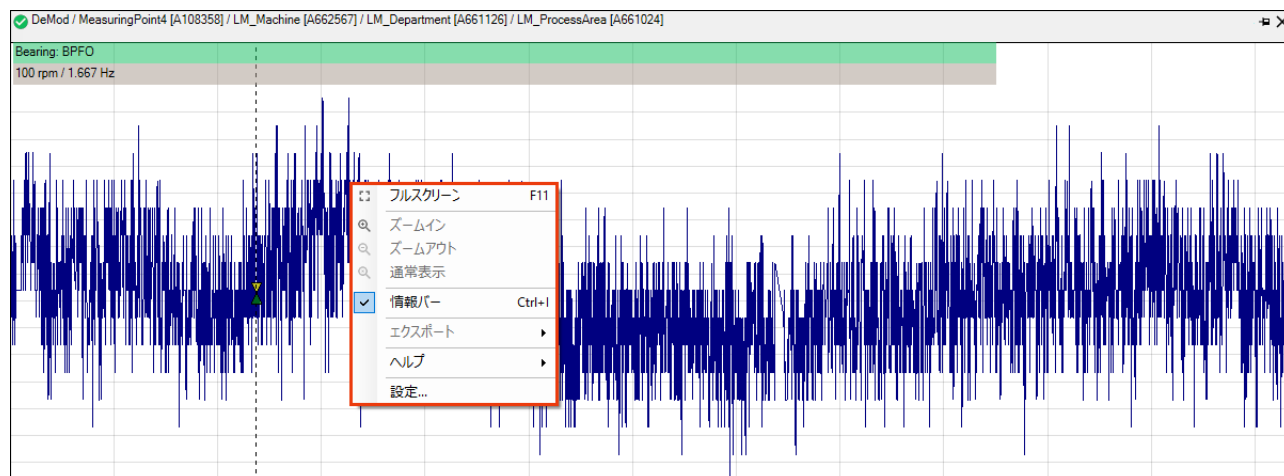 DeMod / MeasuringPoint4 [A108358] / LM_Machine [A662567] / LM_Department [A661126] / LM_ProcessArea [A661024]
Bearing: BPFO
100 rpm / 1.667 Hz
フルスクリーン F11
ズームイン
ズームアウト
通常表示
情報バー Ctrl+I
エクスポート
ヘルプ
設定...